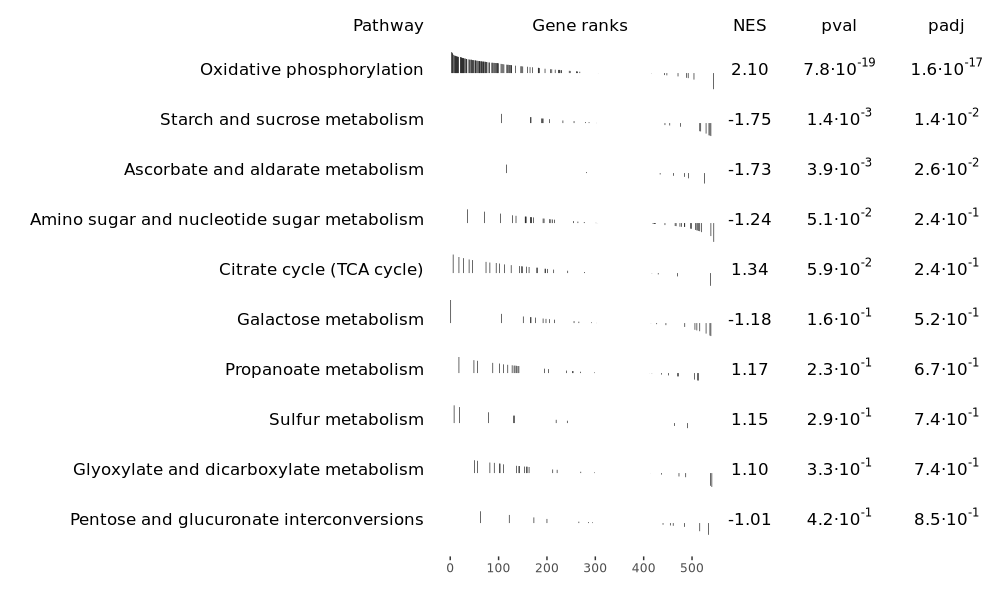 Pathway Gene ranks NES pval padj
Oxidative phosphorylation 2.10 7.8·10^-19 1.6·10^-17
Starch and sucrose metabolism -1.75 1.4·10^-3 1.4·10^-2
Ascorbate and aldarate metabolism -1.73 3.9·10^-3 2.6·10^-2
Amino sugar and nucleotide sugar metabolism -1.24 5.1·10^-2 2.4·10^-1
Citrate cycle (TCA cycle) 1.34 5.9·10^-2 2.4·10^-1
Galactose metabolism -1.18 1.6·10^-1 5.2·10^-1
Propanoate metabolism 1.17 2.3·10^-1 6.7·10^-1
Sulfur metabolism 1.15 2.9·10^-1 7.4·10^-1
Glyoxylate and dicarboxylate metabolism 1.10 3.3·10^-1 7.4·10^-1
Pentose and glucuronate interconversions -1.01 4.2·10^-1 8.5·10^-1
0 100 200 300 400 500